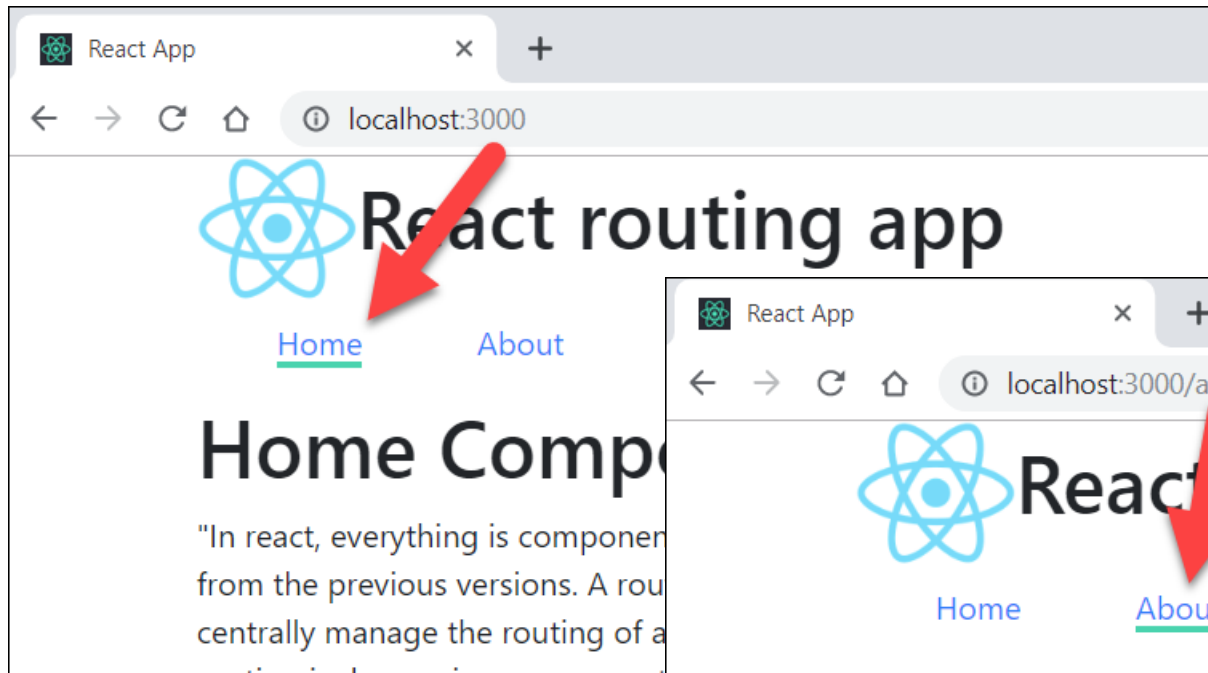 React App
localhost:3000
React routing app
Home About
Home Compo
"In react, everything is componen
from the previous versions. A rou
centrally manage the routing of a
React App
localhost:3000/a
React
Home Abou